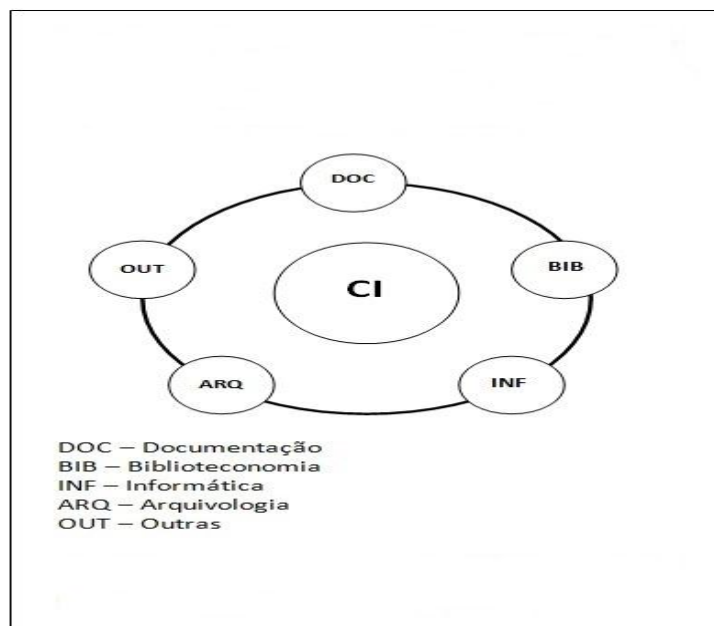 DOC
OUT
BIB
CI
ARQ
INF
DOC – Documentação
BIB – Biblioteconomia
INF – Informática
ARQ – Arquivologia
OUT – Outras